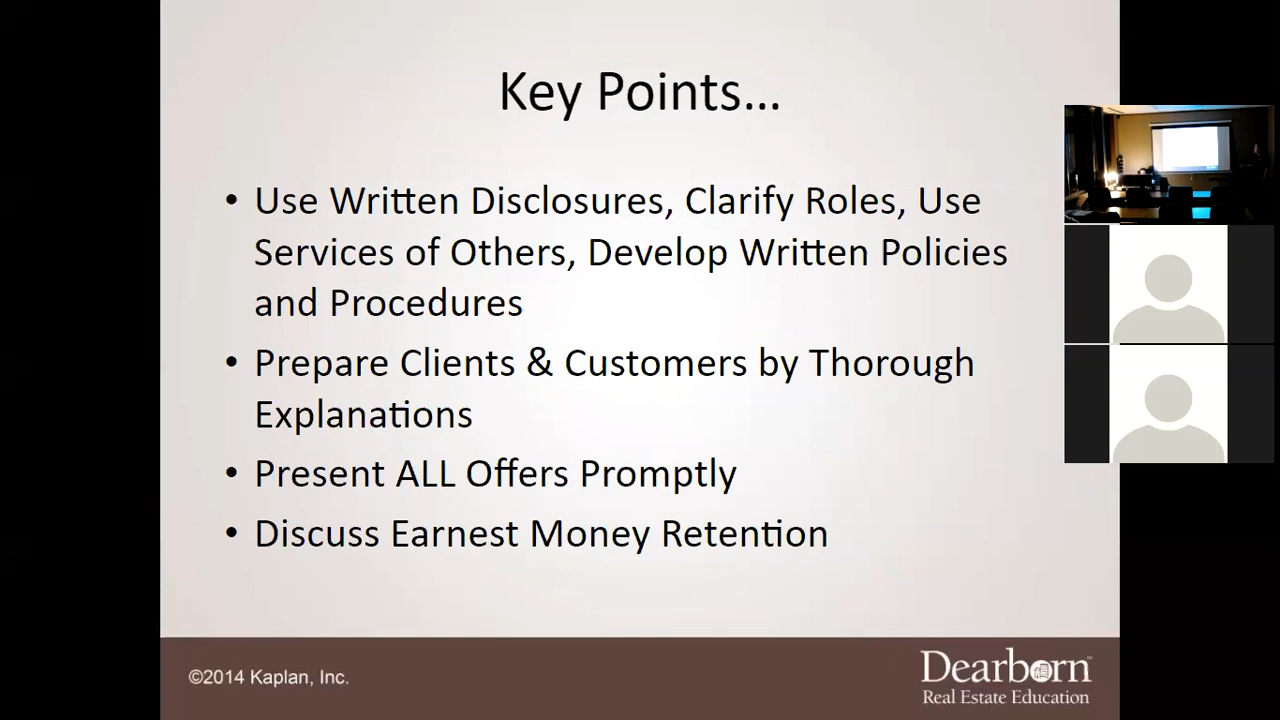 Key Points...
• Use Written Disclosures, Clarify Roles, Use
Services of Others, Develop Written Policies
and Procedures
• Prepare Clients & Customers by Thorough
Explanations
• Present ALL Offers Promptly
• Discuss Earnest Money Retention
©2014 Kaplan, Inc.
Dearborn™
Real Estate Education